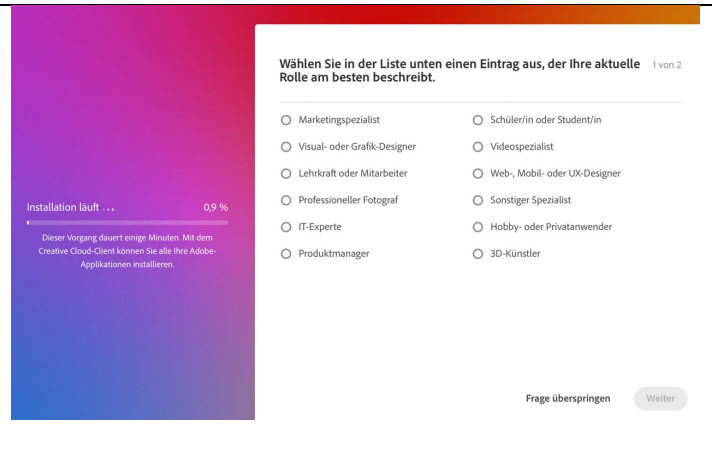 Wählen Sie in der Liste unten einen Eintrag aus, der Ihre aktuelle 1 von 2
Rolle am besten beschreibt.
Marketingspezialist
Schüler/in oder Student/in
Visual- oder Grafik-Designer
Videospezialist
Lehrkraft oder Mitarbeiter
Web-, Mobil- oder UX-Designer
Professioneller Fotograf
Sonstiger Spezialist
IT-Experte
Hobby- oder Privatanwender
Produktmanager
3D-Künstler
Installation läuft ... 0,9 %
Dieser Vorgang dauert einige Minuten. Mit dem
Creative Cloud-Client können Sie alle Ihre Adobe-
Applikationen installieren.
Frage überspringen
Weiter